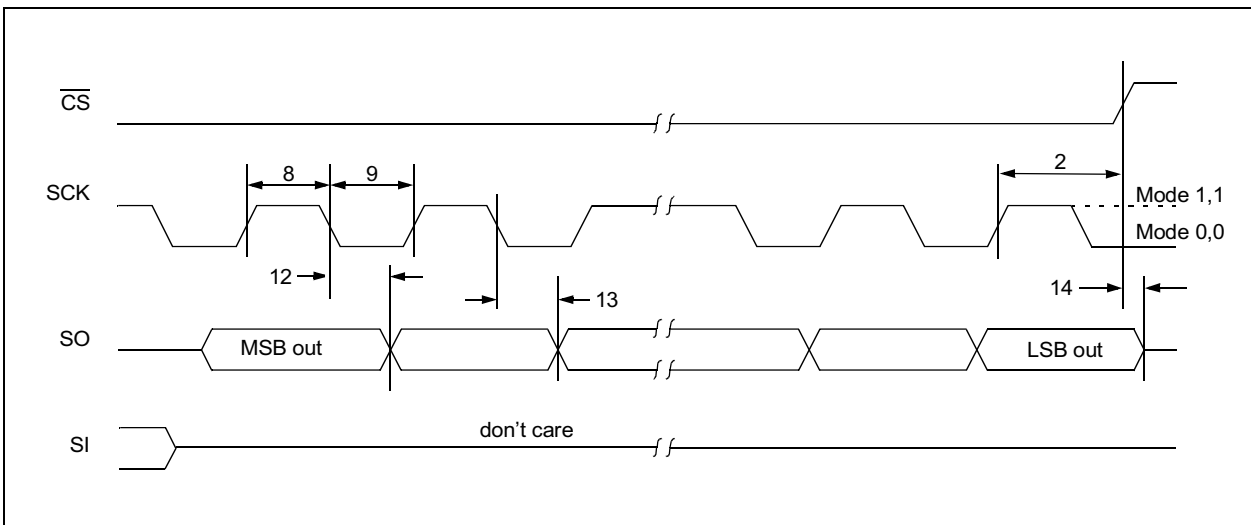 CS
8
9
2
SCK
Mode 1,1
Mode 0,0
12
13
14
SO
MSB out
LSB out
SI
don't care